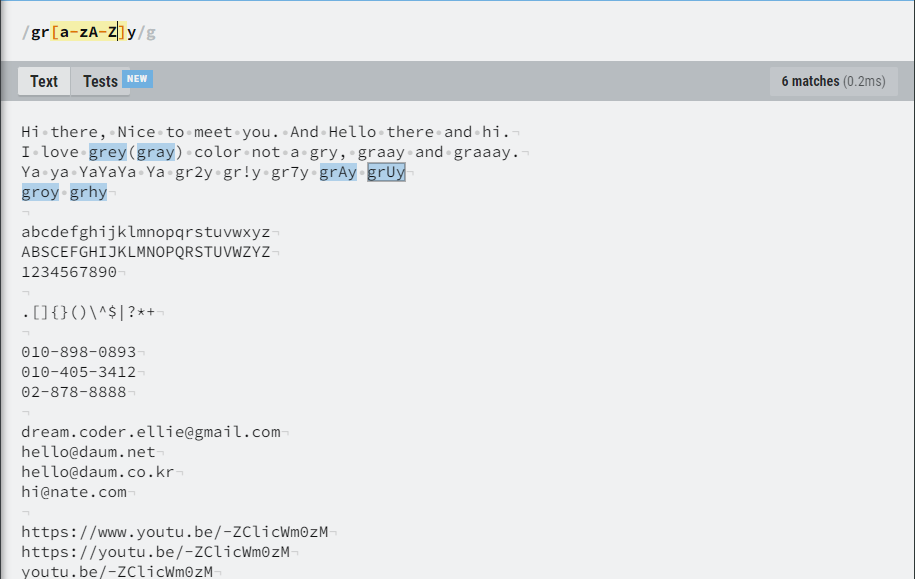 /gr[a-zA-Z]y/g
Text Tests NEW 6 matches (0.2ms)
Hi there, Nice to meet you. And Hello there and hi.
I love grey(gray) color not a gry, graay and graaay.
Ya ya YaYaYa Ya gr2y gr!y gr7y grAy grUy
groy grhy
abcdefghijklmnopqrstuvwxyz
ABSCEFGHIJKLMNOPQRSTUVWZYZ
1234567890
.[]{}()\^$|?*+
010-898-0893
010-405-3412
02-878-8888
dream.coder.ellie@gmail.com
hello@daum.net
hello@daum.co.kr
hi@nate.com
https://www.youtu.be/-ZClicWm0zM
https://youtu.be/-ZClicWm0zM
youtu.be/-ZClicWm0zM